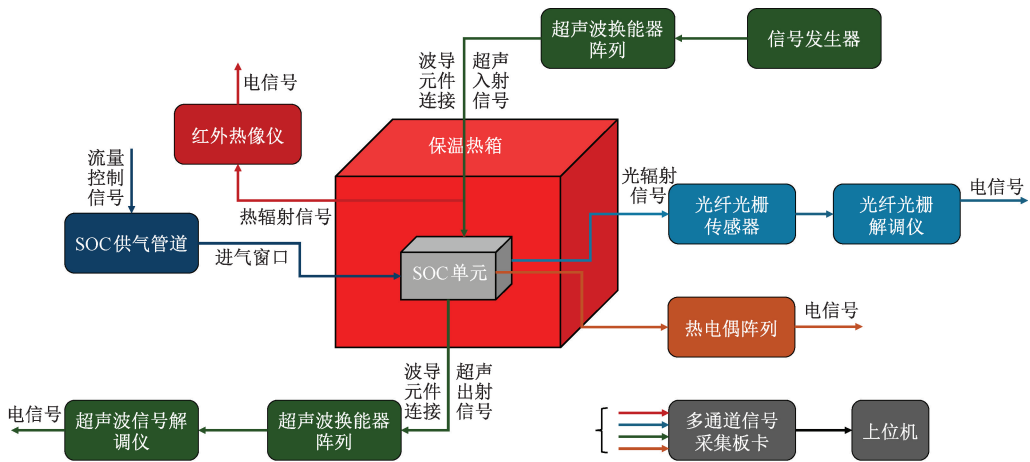 超声波换能器
阵列
信号发生器
波导
元件
连接
超声
入射
信号
电信号
红外热像仪
保温热箱
流量
控制
信号
热辐射信号
光辐射
信号
光纤光栅
传感器
光纤光栅
解调仪
电信号
SOC供气管道
进气窗口
SOC单元
热电偶阵列
电信号
波导
元件
连接
超声
出射
信号
电信号
超声波信号解
调仪
超声波换能器
阵列
多通道信号
采集板卡
上位机